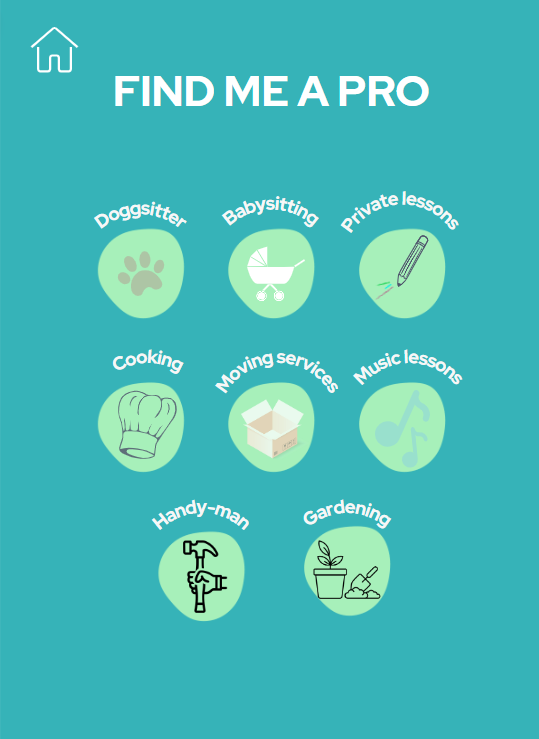 FIND ME A PRO
Doggsitter
Babysitting
Private lessons
Cooking
Moving services
Music lessons
Handy-man
Gardening